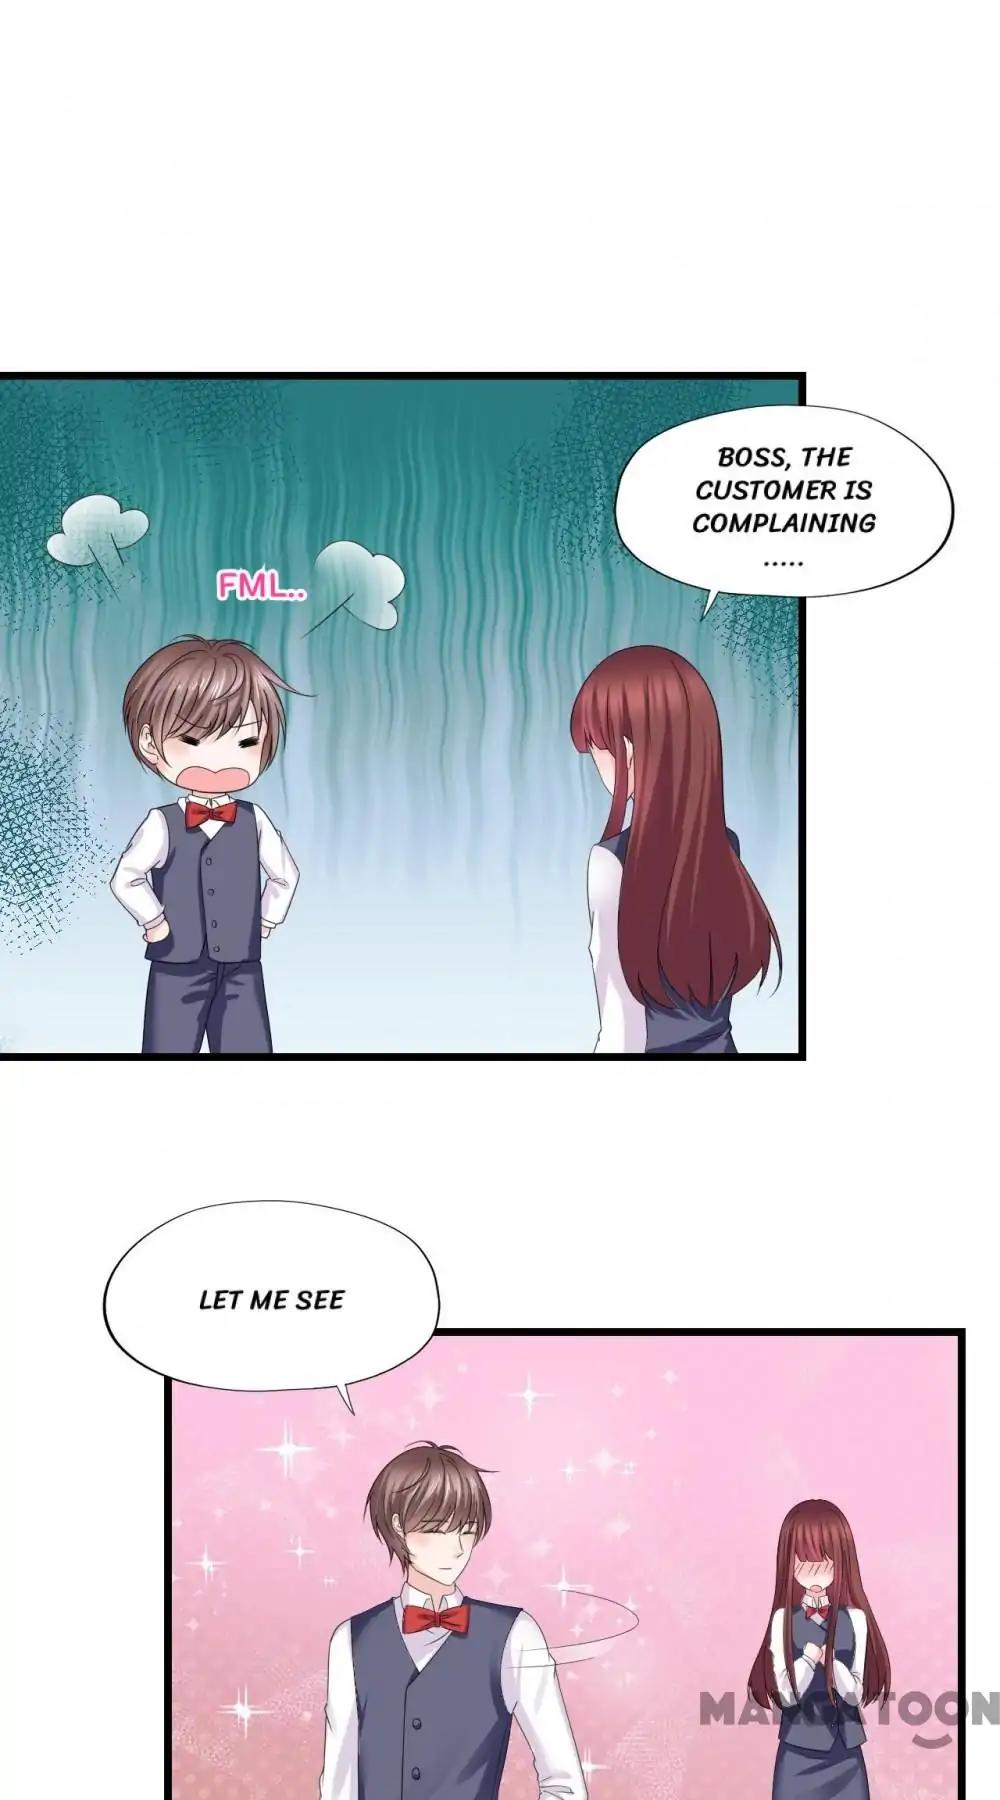 BOSS, THE
CUSTOMER IS
COMPLAINING
.....
FML..
LET ME SEE
MANGATOON